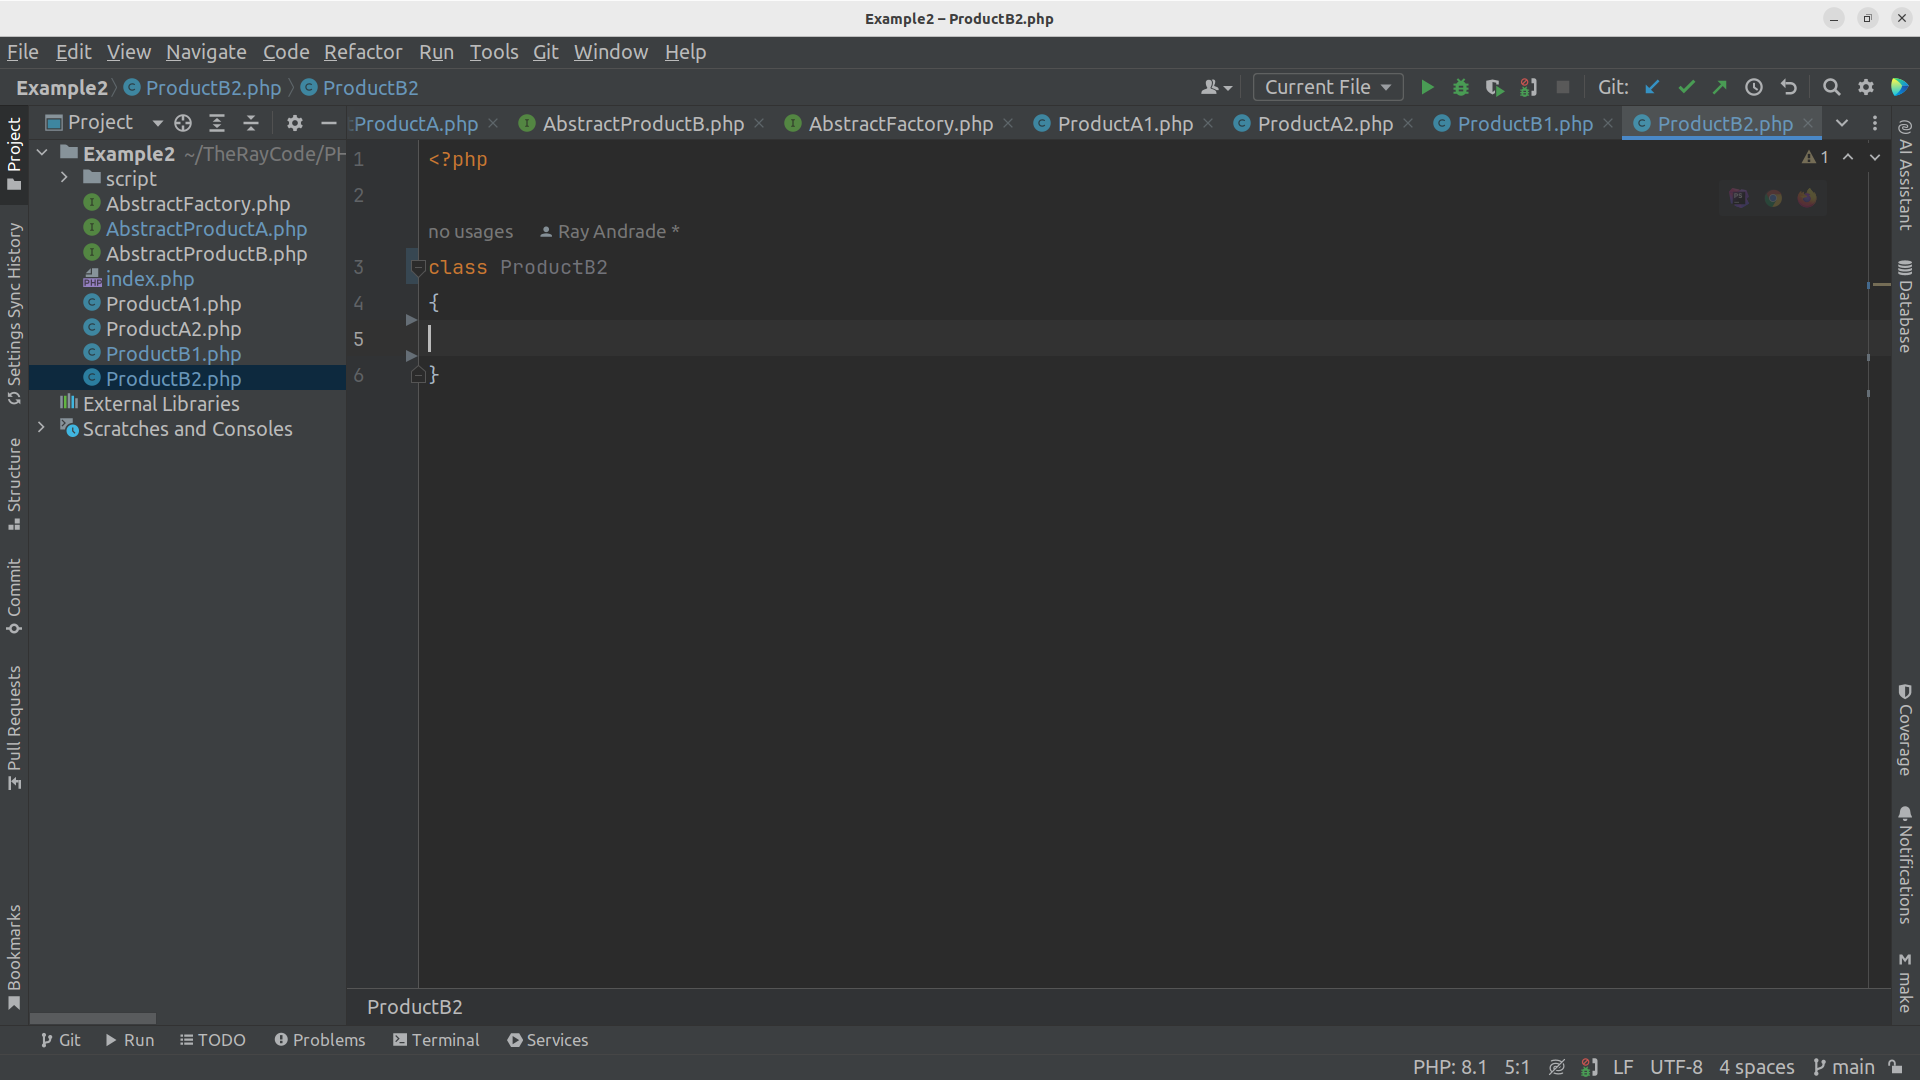 Example2 – ProductB2.php
File Edit View Navigate Code Refactor Run Tools Git Window Help
Example2 ProductB2.php ProductB2 Current File Git:
Project
ProductA.php AbstractProductB.php AbstractFactory.php ProductA1.php ProductA2.php ProductB1.php ProductB2.php
Example2 ~/TheRayCode/PH
script
AbstractFactory.php
AbstractProductA.php
AbstractProductB.php
index.php
ProductA1.php
ProductA2.php
ProductB1.php
ProductB2.php
External Libraries
Scratches and Consoles
1 <?php
1
2
no usages Ray Andrade *
3 class ProductB2
4 {
5
6 }
ProductB2
Project
Settings Sync History
Structure
Commit
Pull Requests
Bookmarks
AI Assistant
Database
Coverage
Notifications
make
Git Run TODO Problems Terminal Services
PHP: 8.1 5:1 LF UTF-8 4 spaces main